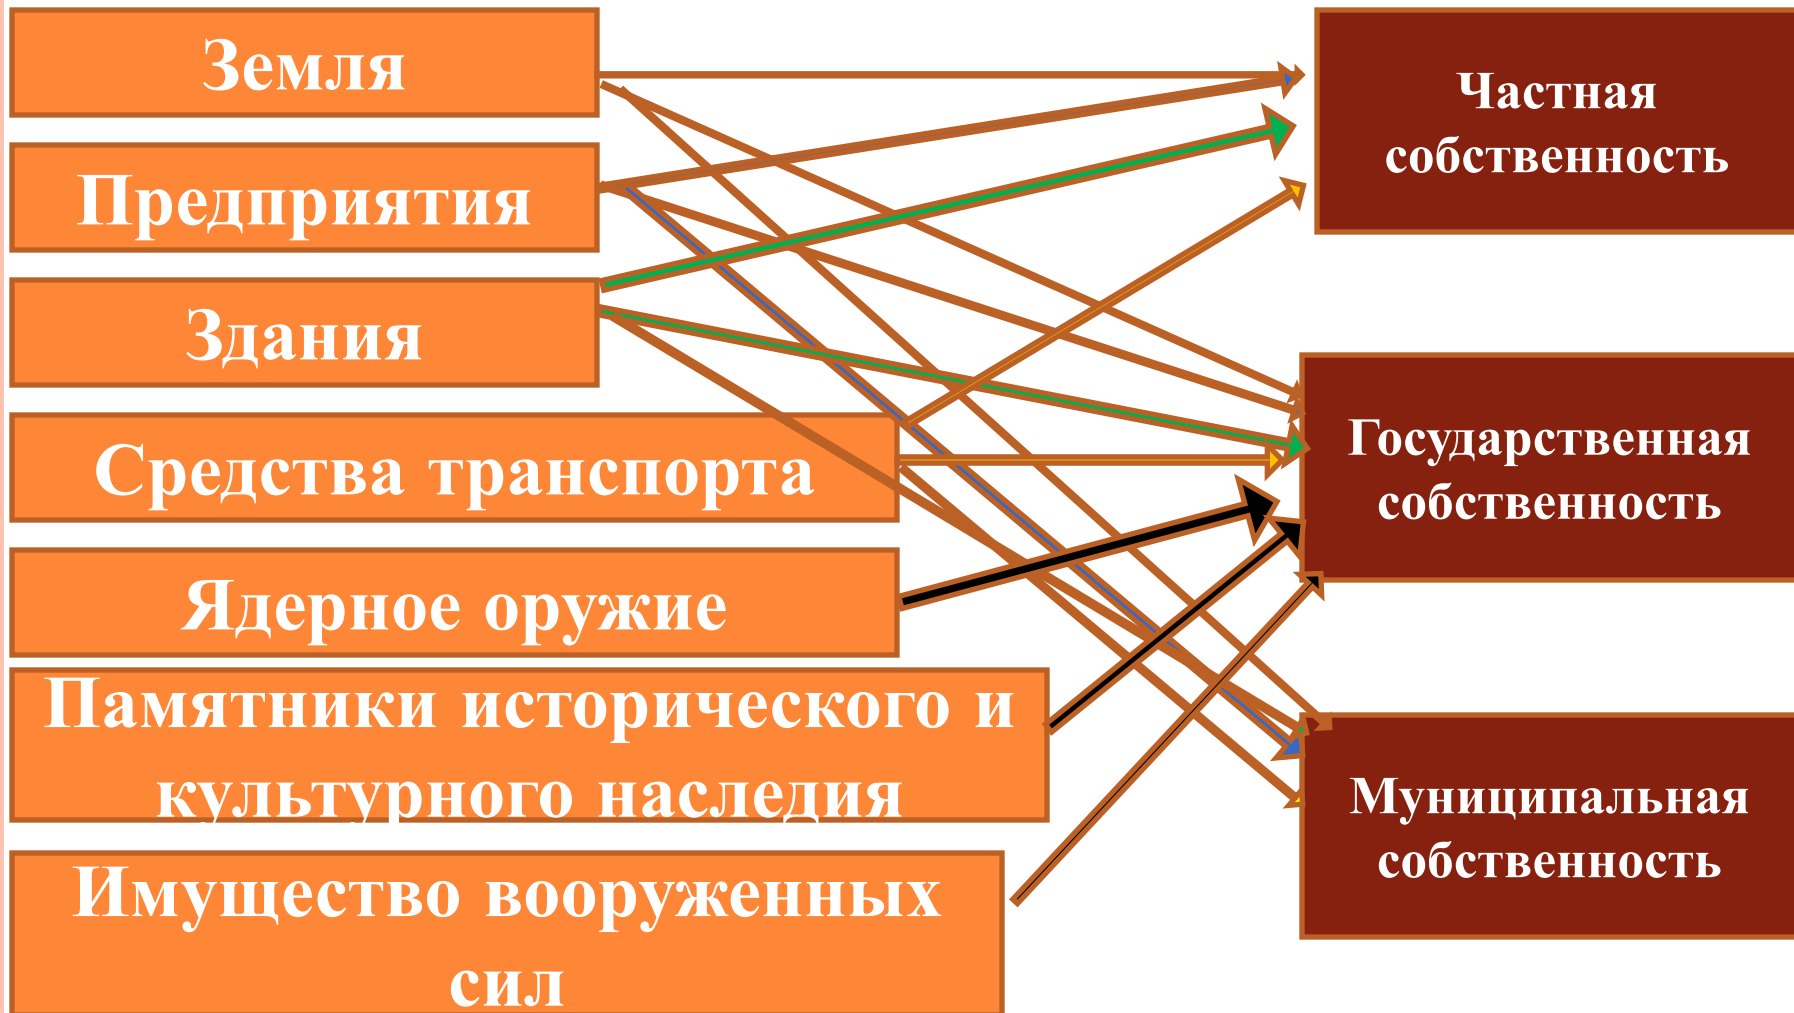 Земля
Предприятия
Здания
Средства транспорта
Ядерное оружие
Памятники исторического и
культурного наследия
Имущество вооруженных
сил
Частная
собственность
Государственная
собственность
Муниципальная
собственность